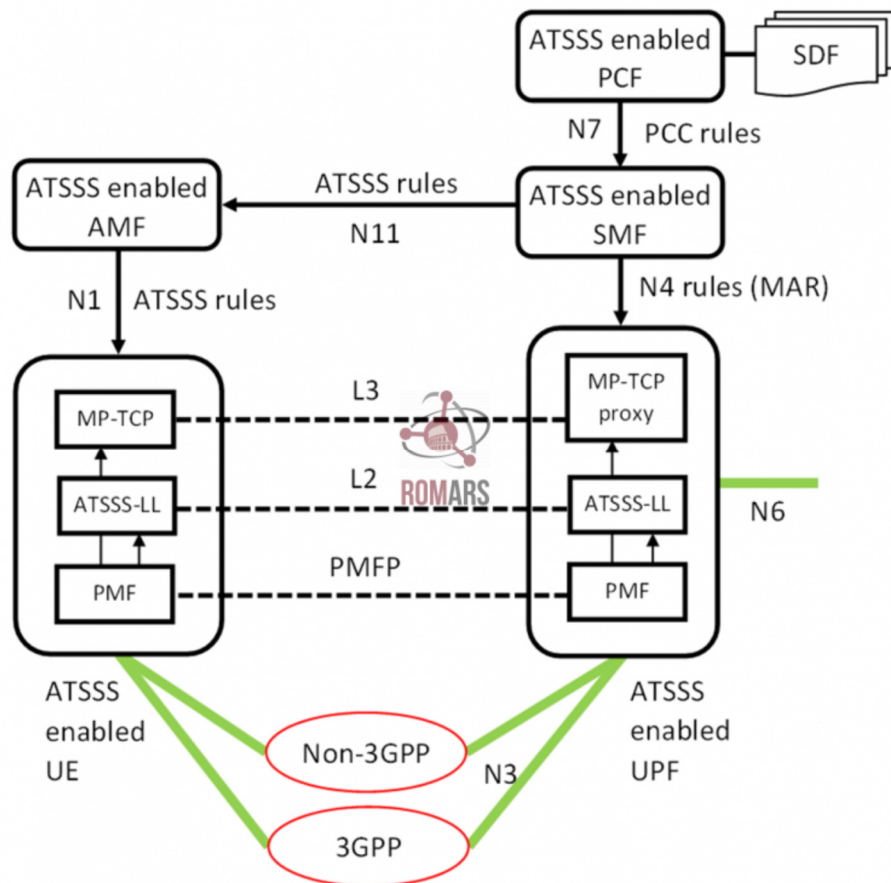 ATSSS enabled
PCF
SDF
N7
PCC rules
ATSSS enabled
AMF
ATSSS rules
N11
ATSSS enabled
SMF
N1
ATSSS rules
N4 rules (MAR)
MP-TCP
L3
MP-TCP
proxy
ROMARS
ATSSS-LL
L2
ATSSS-LL
N6
PMF
PMFP
PMF
ATSSS
enabled
UE
ATSSS
enabled
UPF
Non-3GPP
N3
3GPP